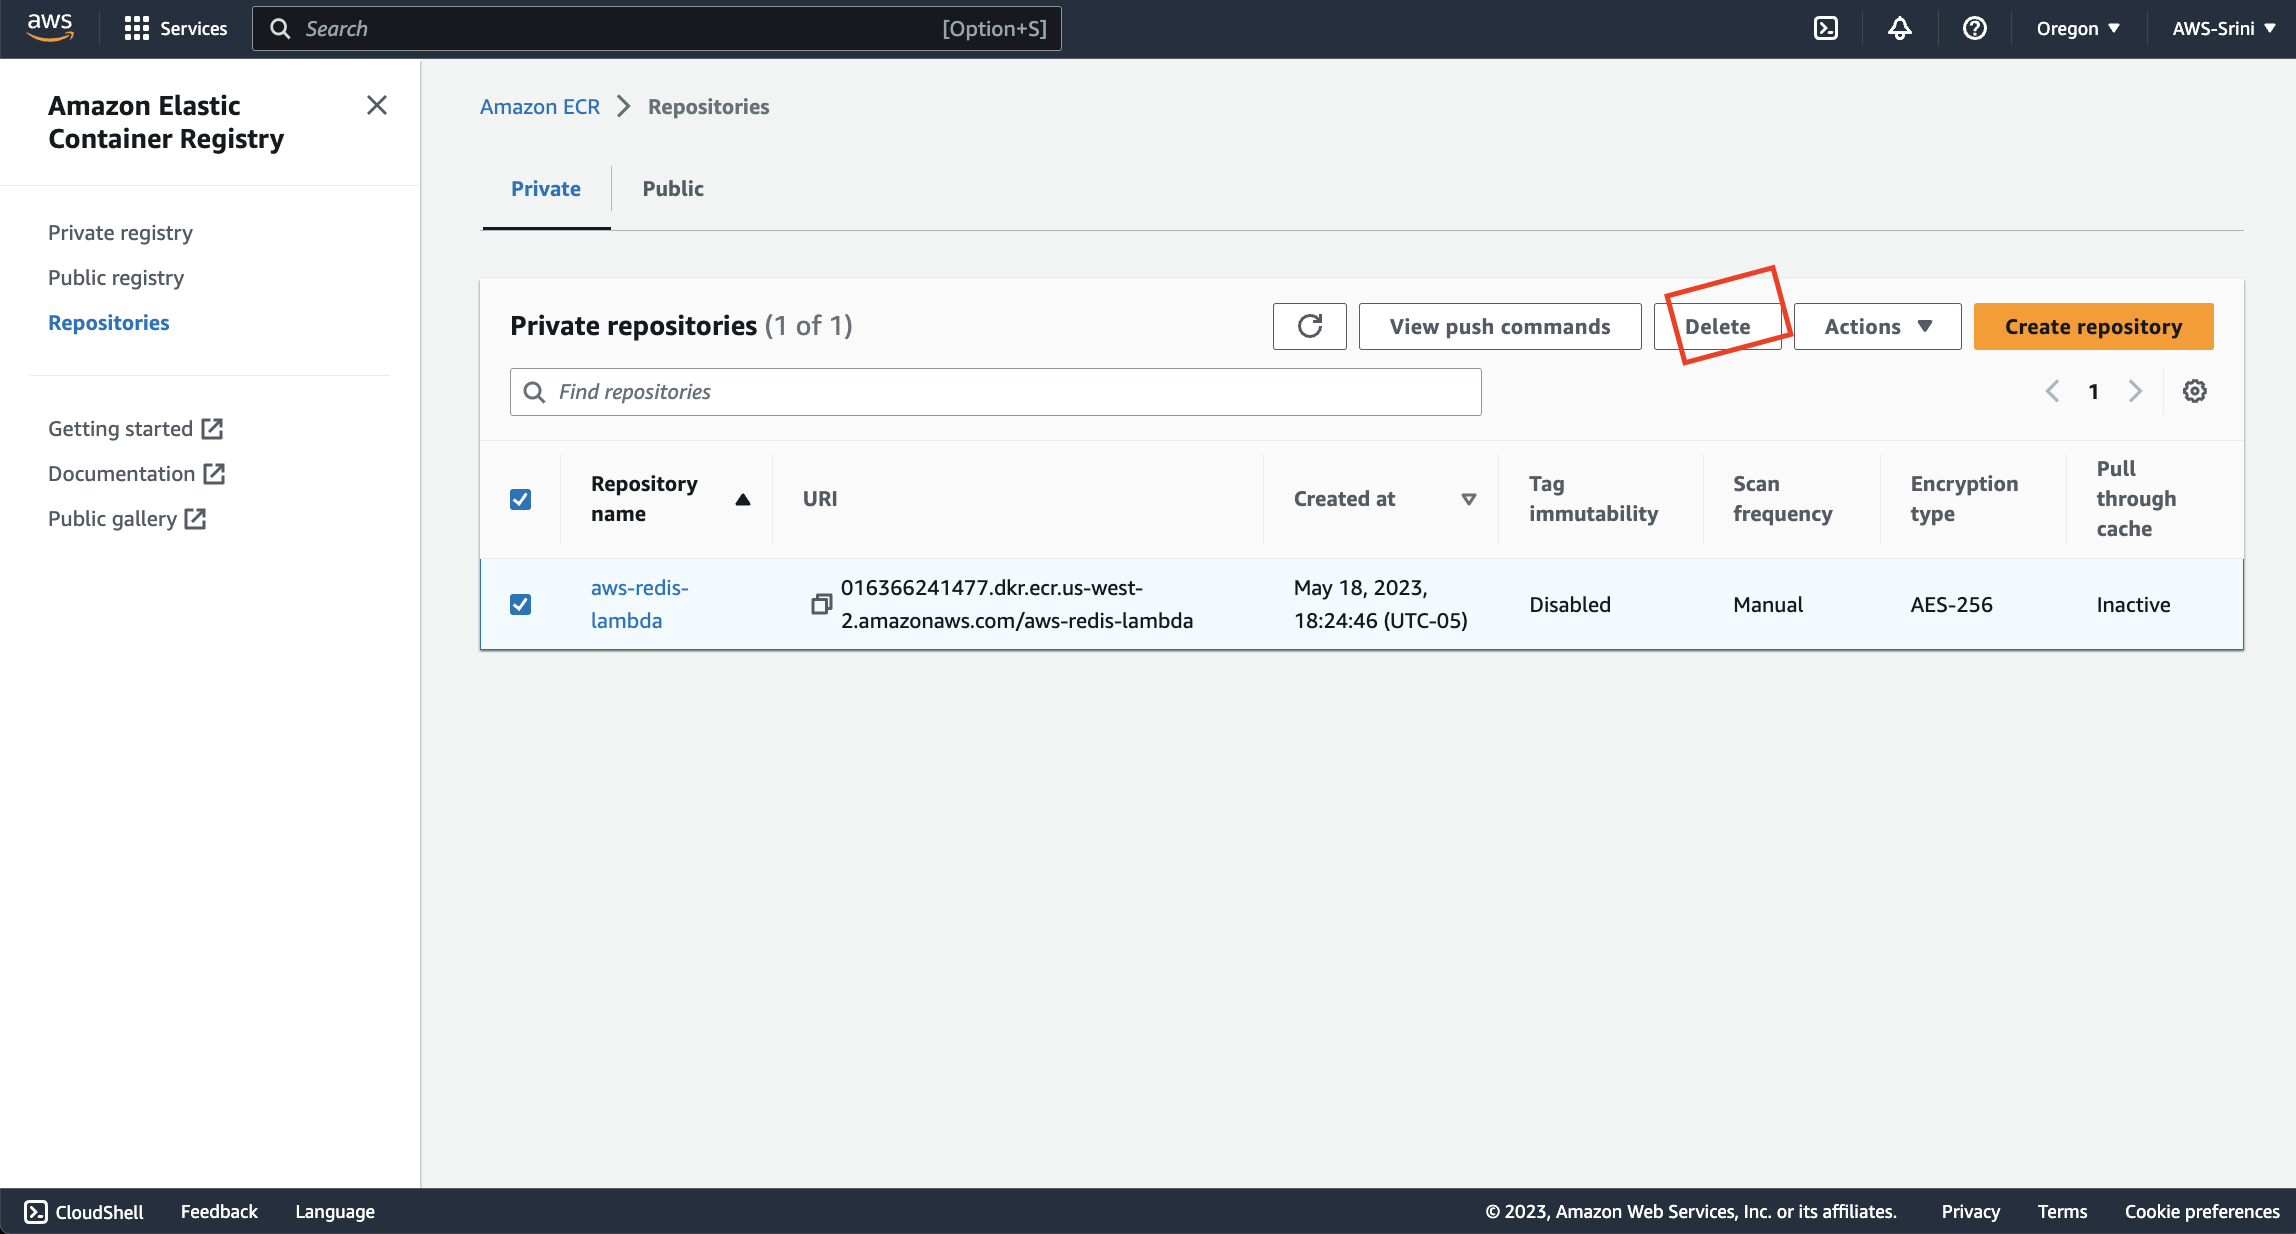 aws
Services
Search
[Option+S]
Oregon
AWS-Srini
Amazon Elastic
Container Registry
Private registry
Public registry
Repositories
Getting started
Documentation
Public gallery
Amazon ECR
Repositories
Private
Public
Private repositories (1 of 1)
View push commands
Delete
Actions
Create repository
Find repositories
1
Repository
name
URI
Created at
Tag
immutability
Scan
frequency
Encryption
type
Pull
through
cache
aws-redis-
lambda
016366241477.dkr.ecr.us-west-
2.amazonaws.com/aws-redis-lambda
May 18, 2023,
18:24:46 (UTC-05)
Disabled
Manual
AES-256
Inactive
CloudShell
Feedback
Language
© 2023, Amazon Web Services, Inc. or its affiliates.
Privacy
Terms
Cookie preferences